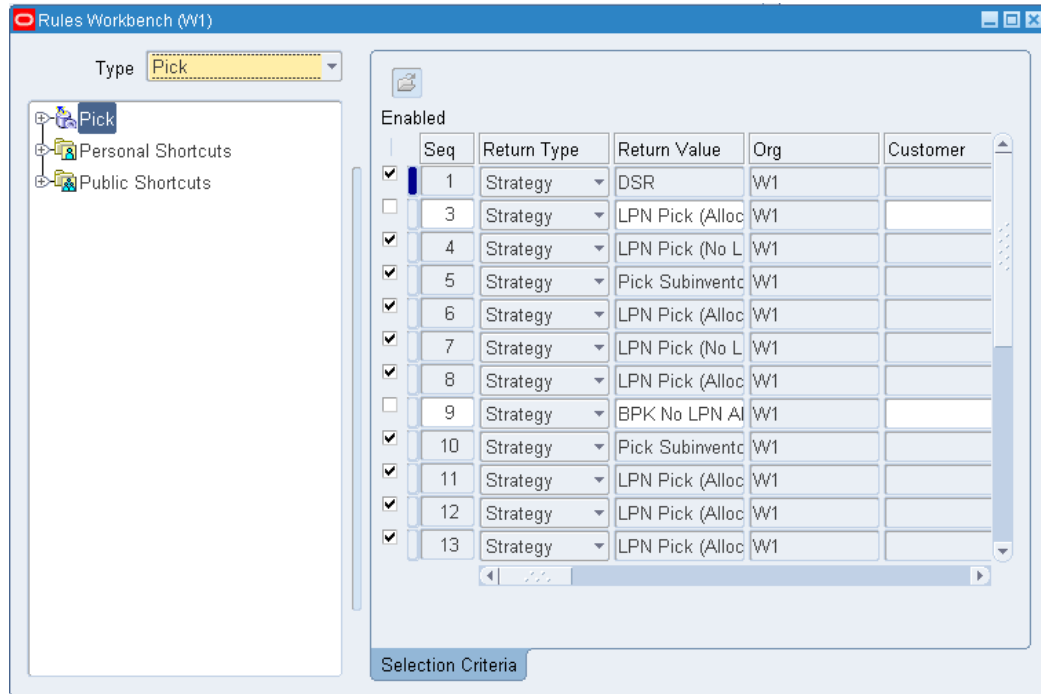 Rules Workbench (W1)
Type Pick
Pick
Personal Shortcuts
Public Shortcuts
Enabled
Seq Return Type Return Value Org Customer
1 Strategy DSR W1
3 Strategy LPN Pick (Alloc W1
4 Strategy LPN Pick (No L W1
5 Strategy Pick Subinvento W1
6 Strategy LPN Pick (Alloc W1
7 Strategy LPN Pick (No L W1
8 Strategy LPN Pick (Alloc W1
9 Strategy BPK No LPN Al W1
10 Strategy Pick Subinvento W1
11 Strategy LPN Pick (Alloc W1
12 Strategy LPN Pick (Alloc W1
13 Strategy LPN Pick (Alloc W1
Selection Criteria